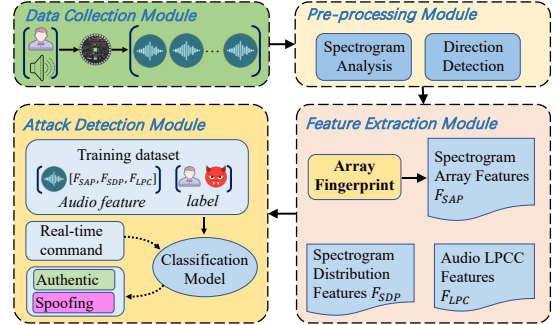 Data Collection Module
...
Pre-processing Module
Spectrogram
Analysis
Direction
Detection
Attack Detection Module
Training dataset
[F_SAP, F_SDP, F_LPC]
Audio feature
label
Real-time
command
Authentic
Spoofing
Classification
Model
Feature Extraction Module
Array
Fingerprint
Spectrogram
Array Features
F_SAP
Spectrogram
Distribution
Features F_SDP
Audio LPCC
Features
F_LPC